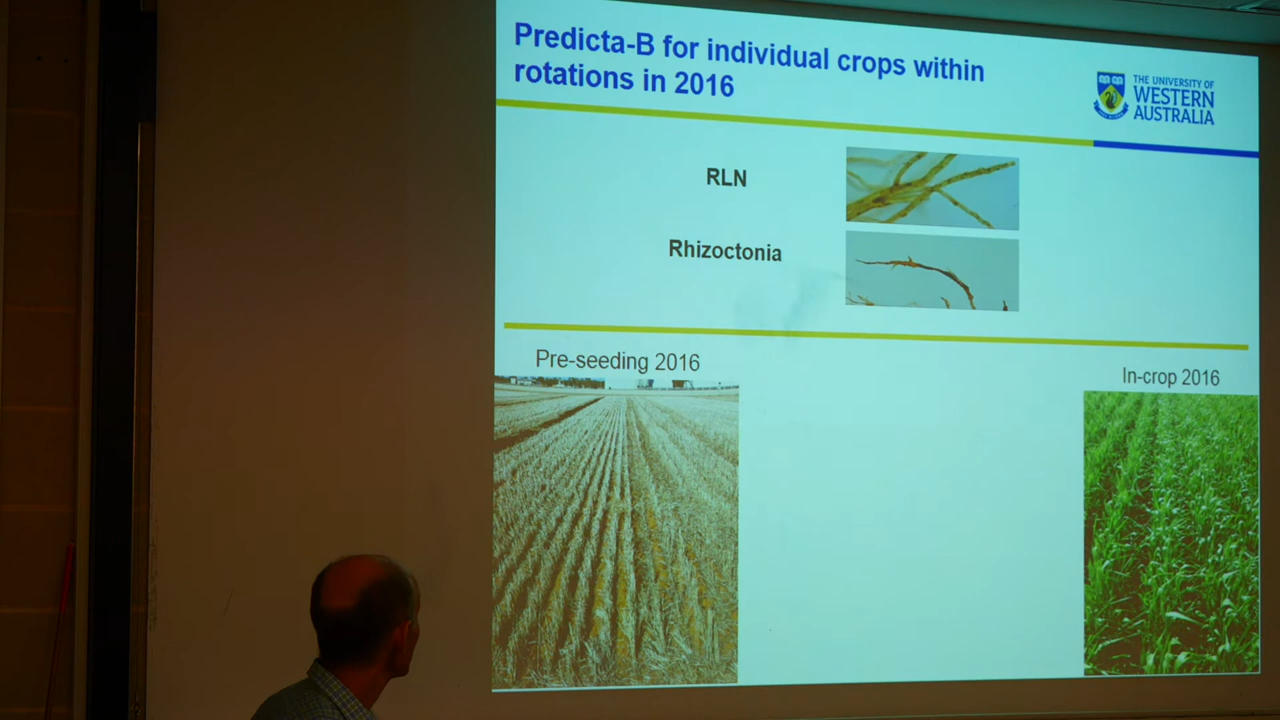 Predicta-B for individual crops within
rotations in 2016
THE UNIVERSITY OF
WESTERN
AUSTRALIA
RLN
Rhizoctonia
Pre-seeding 2016
In-crop 2016